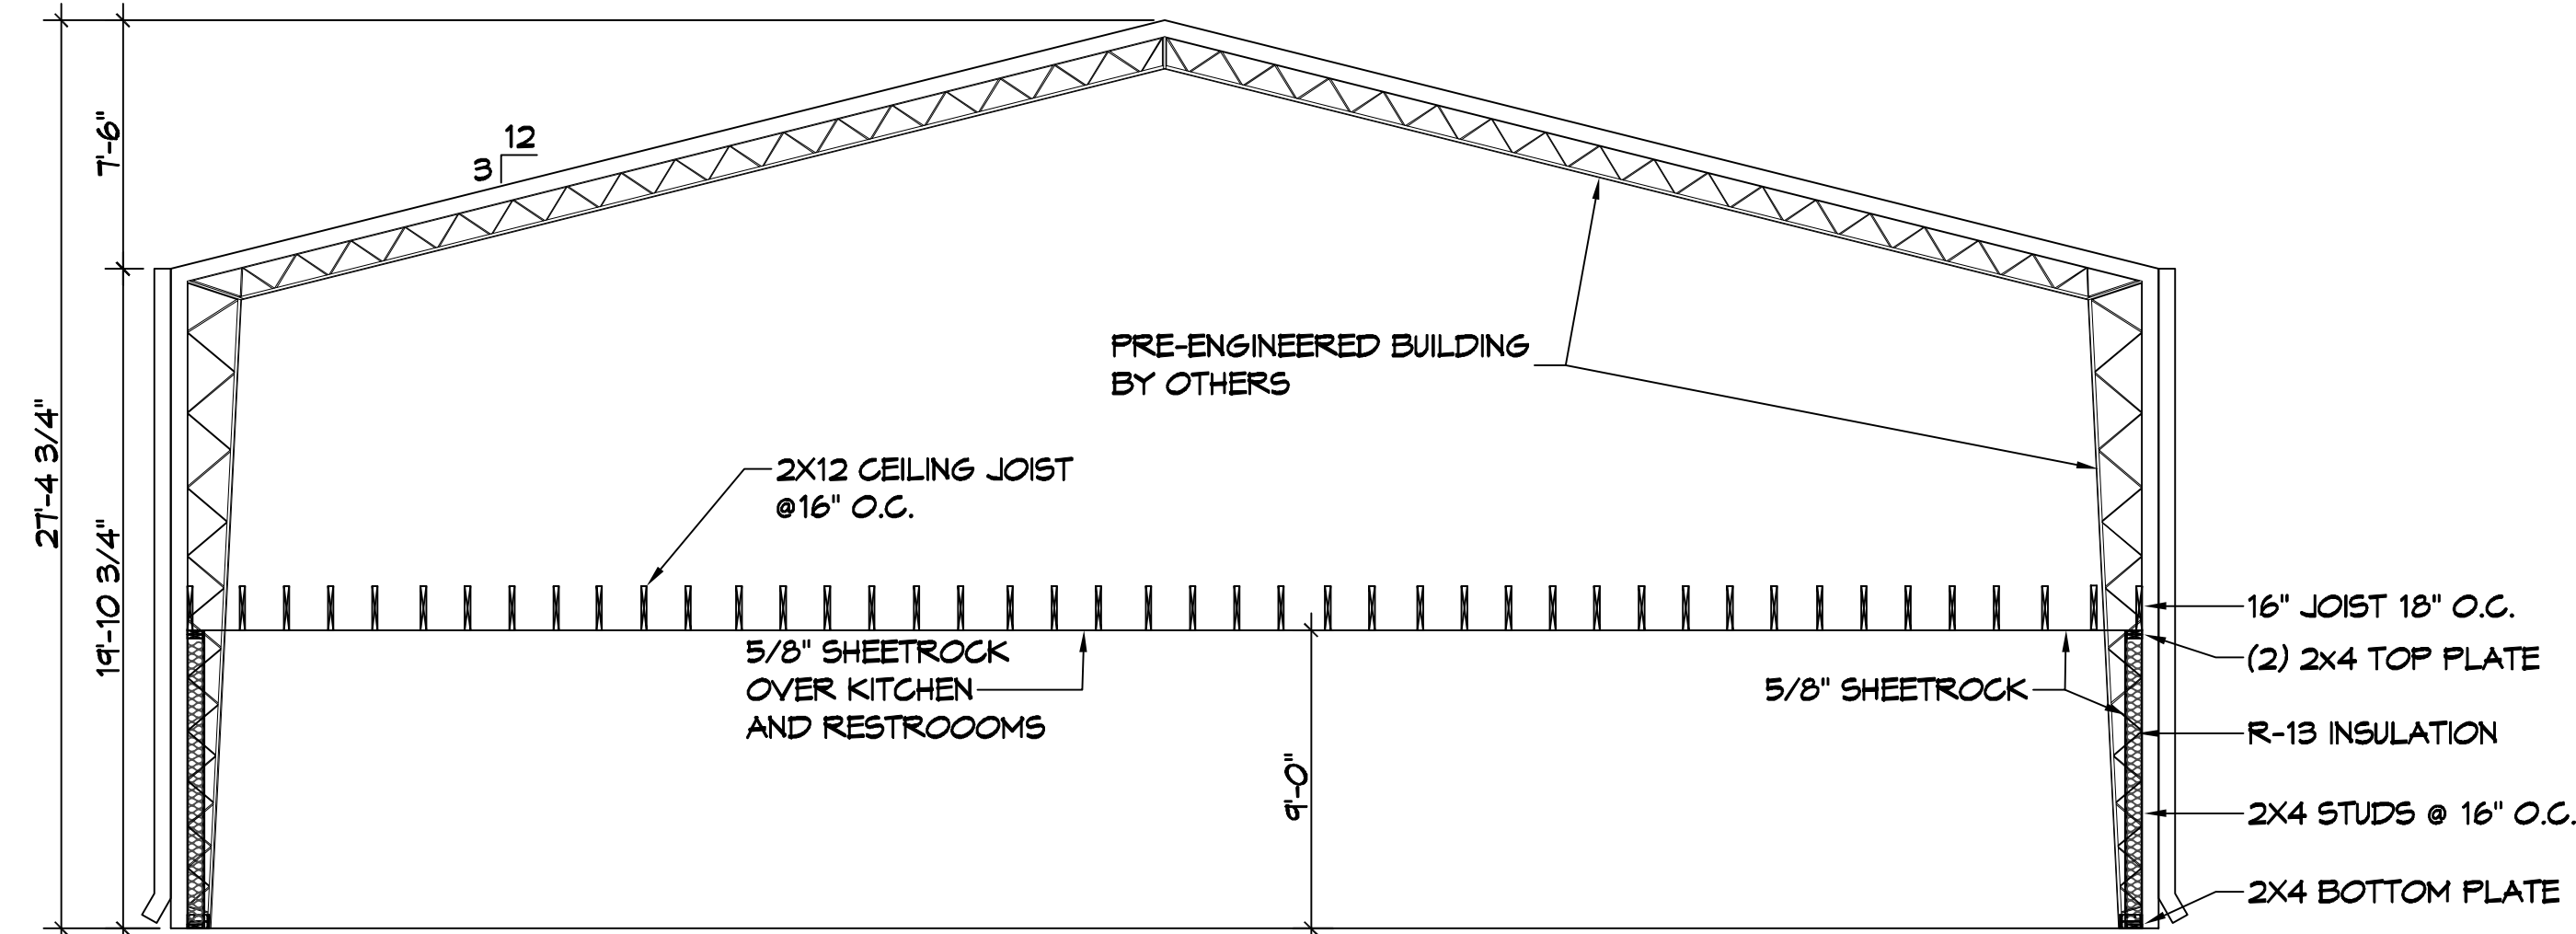 7'-6"
12
3
27'-4 3/4"
19'-10 3/4"
PRE-ENGINEERED BUILDING
BY OTHERS
2X12 CEILING JOIST
@16" O.C.
16" JOIST 18" O.C.
(2) 2x4 TOP PLATE
5/8" SHEETROCK
OVER KITCHEN
AND RESTROOOMS
5/8" SHEETROCK
R-13 INSULATION
9'-0"
2X4 STUDS @ 16" O.C.
2X4 BOTTOM PLATE